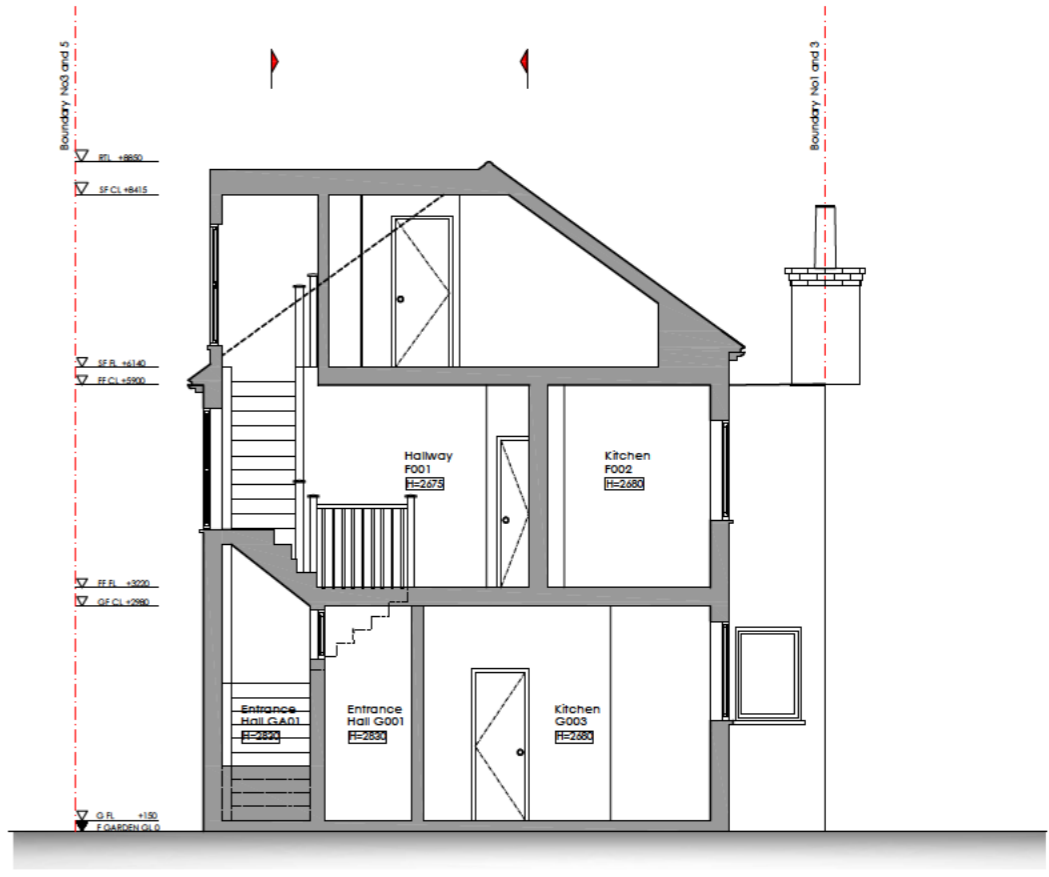 Boundary No3 and 5
Boundary No1 and 3
RTL +8850
SF CL +8415
SF FL +6140
FF CL +5900
Hallway
F001
H=2675
Kitchen
F002
H=2680
FF FL +3220
GF CL +2980
Entrance
Hall GA01
H=2820
Entrance
Hall G001
H=2830
Kitchen
G003
H=2680
G FL +150
F GARDEN GL 0